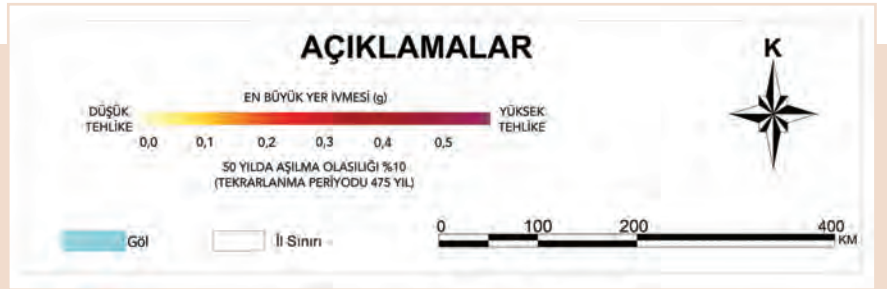 AÇIKLAMALAR
K
EN BÜYÜK YER İVMESİ (g)
DÜŞÜK TEHLİKE
YÜKSEK TEHLİKE
0,0 0,1 0,2 0,3 0,4 0,5
50 YILDA AŞILMA OLASILIĞI %10
(TEKRARLANMA PERİYODU 475 YIL)
Göl
İl Sınırı
0 100 200 400
KM